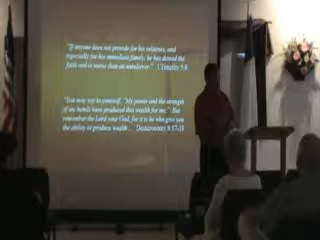 "If anyone does not provide for his relatives, and
especially for his immediate family, he has denied the
faith and is worse than an unbeliever." 1 Timothy 5:8
"You may say to yourself, "My power and the strength
of my hands have produced this wealth for me." But
remember the Lord your God, for it is he who give you
the ability to produce wealth... Deuteronomy 8:17-18